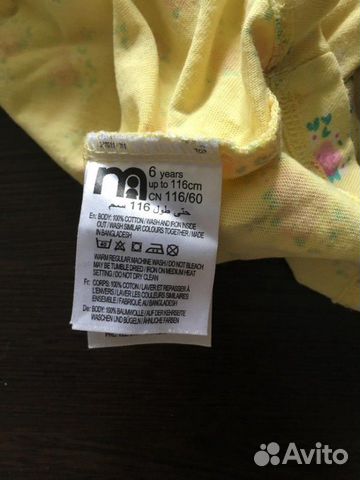 6 years
up to 116cm
CN 116/60
حتى طول 116 سم
En: BODY: 100% COTTON / WASH AND IRON INSIDE
OUT / WASH SIMILAR COLOURS TOGETHER / MADE
IN BANGLADESH
WARM REGULAR MACHINE WASH / DO NOT BLEACH
MAY BE TUMBLE DRIED / IRON ON MEDIUM HEAT
SETTING / DO NOT DRY CLEAN
Fr: CORPS: 100% COTON / LAVER ET REPASSER À
L'ENVERS / LAVER LES COULEURS SIMILAIRES
ENSEMBLE / FABRIQUÉ AU BANGLADESH
De: BODY: 100% BAUMWOLLE / AUF DER KEHRSEITE
WASCHEN UND BÜGELN / ÄHNLICHE FARBEN
Avito